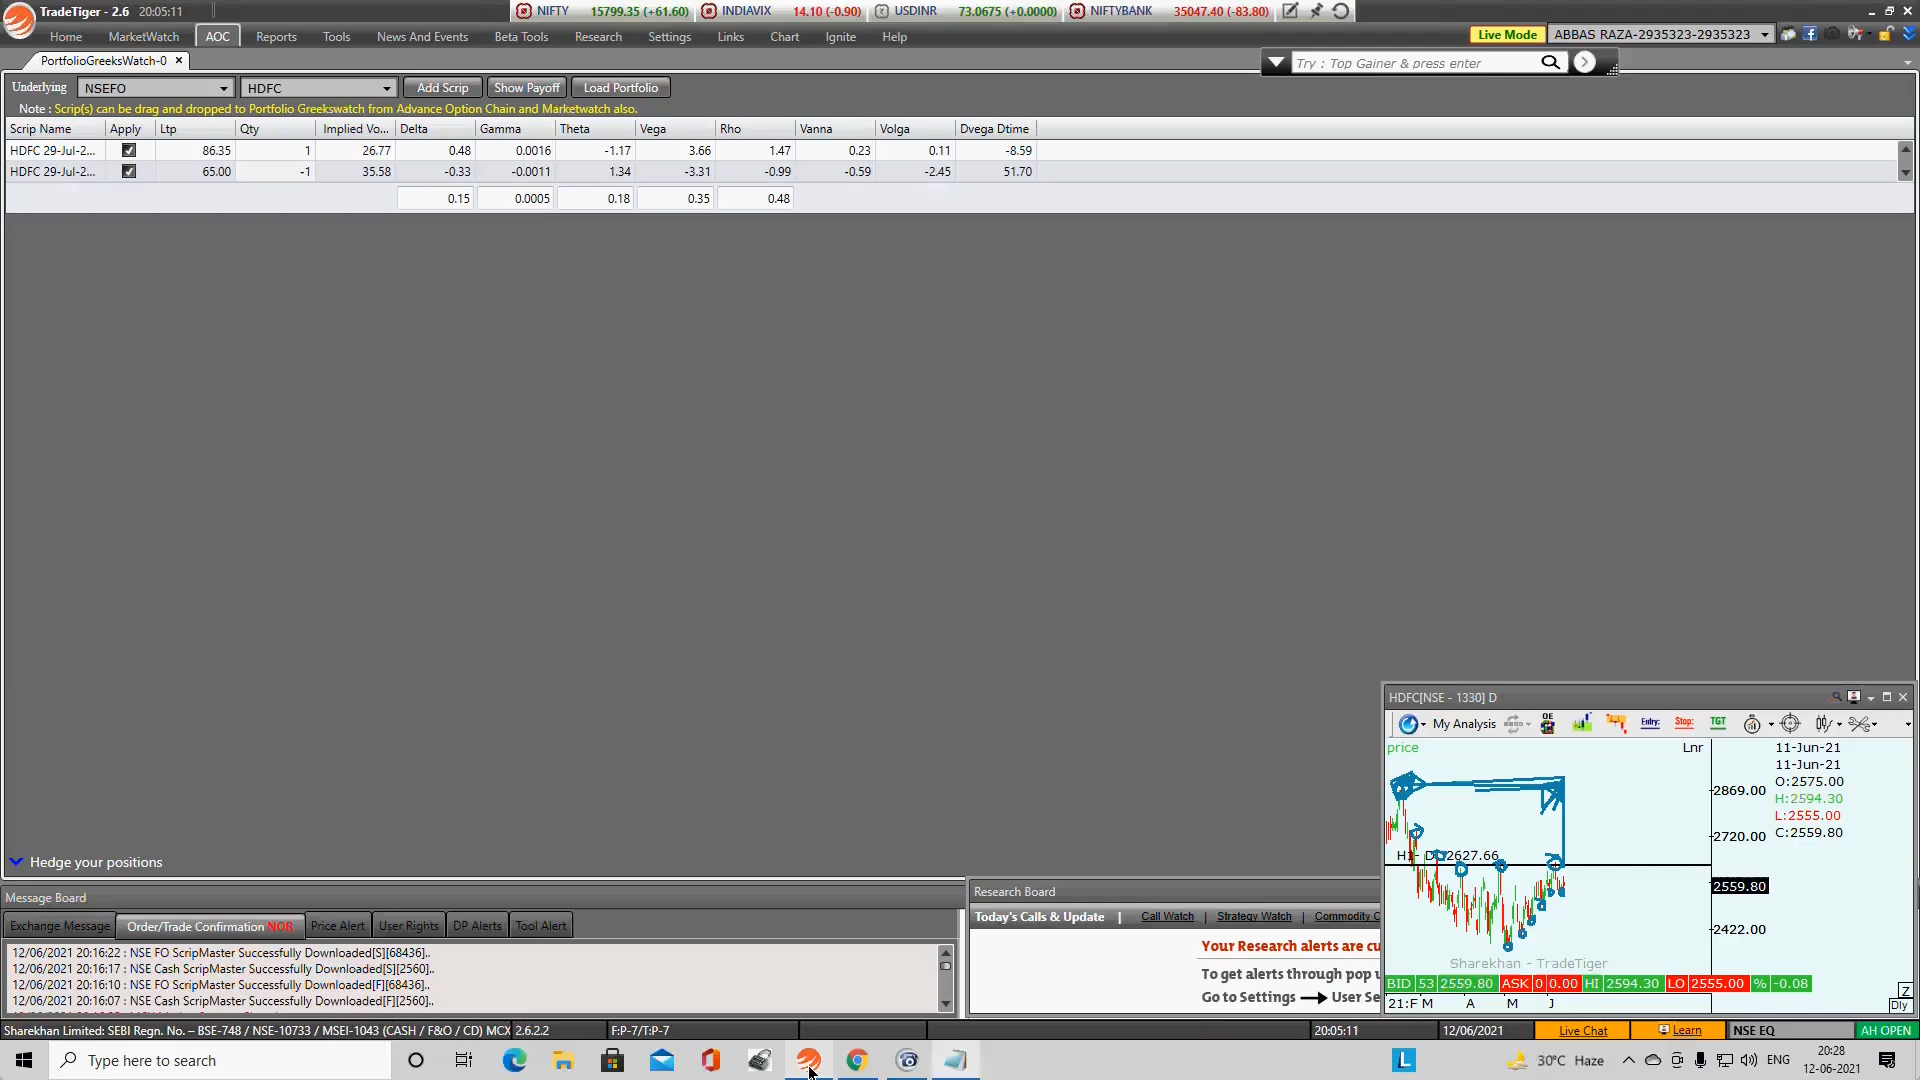 TradeTiger - 2.6 20:05:11
NIFTY 15799.35 (+61.60) INDIAVIX 14.10 (-0.90) USDINR 73.0675 (+0.0000) NIFTYBANK 35047.40 (-83.80)
Home MarketWatch AOC Reports Tools News And Events Beta Tools Research Settings Links Chart Ignite Help
Live Mode ABBAS RAZA-2935323-2935323
PortfolioGreeksWatch-0
Try : Top Gainer & press enter
Underlying NSEFO HDFC Add Scrip Show Payoff Load Portfolio
Note : Scrip(s) can be drag and dropped to Portfolio Greekswatch from Advance Option Chain and Marketwatch also.
Scrip Name Apply Ltp Qty Implied Vo... Delta Gamma Theta Vega Rho Vanna Volga Dvega Dtime
HDFC 29-Jul-2... 86.35 1 26.77 0.48 0.0016 -1.17 3.66 1.47 0.23 0.11 -8.59
HDFC 29-Jul-2... 65.00 -1 35.58 -0.33 -0.0011 1.34 -3.31 -0.99 -0.59 -2.45 51.70
0.15 0.0005 0.18 0.35 0.48
HDFC[NSE - 1330] D
My Analysis OE Entry: Stop: TGT
price Lnr 11-Jun-21
11-Jun-21
O:2575.00
2869.00 H:2594.30
L:2555.00
2720.00 C:2559.80
2627.66
2559.80
2422.00
Sharekhan - TradeTiger
BID 53 2559.80 ASK 0 0.00 HI 2594.30 LO 2555.00 % -0.08 Z
21:F M A M J Dly
Hedge your positions
Message Board
Exchange Message Order/Trade Confirmation NOR Price Alert User Rights DP Alerts Tool Alert
12/06/2021 20:16:22 : NSE FO ScripMaster Successfully Downloaded[S][68436]..
12/06/2021 20:16:17 : NSE Cash ScripMaster Successfully Downloaded[S][2560]..
12/06/2021 20:16:10 : NSE FO ScripMaster Successfully Downloaded[F][68436]..
12/06/2021 20:16:07 : NSE Cash ScripMaster Successfully Downloaded[F][2560]..
Research Board
Today's Calls & Update | Call Watch | Strategy Watch | Commodity C
Your Research alerts are cu
To get alerts through pop u
Go to Settings → User Se
Sharekhan Limited: SEBI Regn. No. – BSE-748 / NSE-10733 / MSEI-1043 (CASH / F&O / CD) MCX 2.6.2.2 F:P-7/T:P-7 20:05:11 12/06/2021 Live Chat Learn NSE EQ AH OPEN
Type here to search L 30°C Haze ENG 20:28
12-06-2021